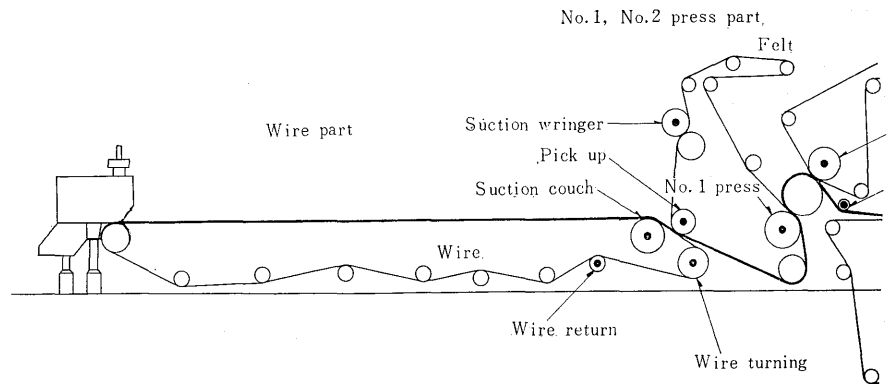 No.1, No.2 press part
Felt
Wire part
Suction wringer
Pick up
Suction couch
No.1 press
Wire
Wire return
Wire turning